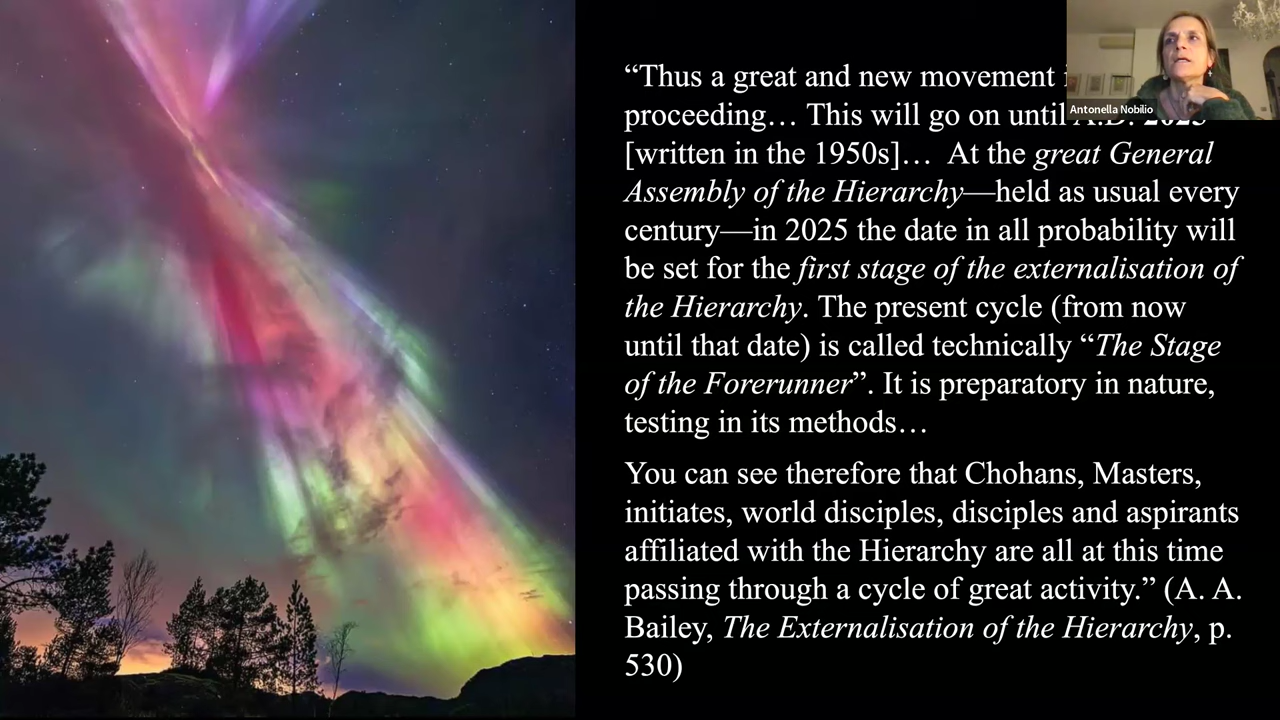 “Thus a great and new movement
proceeding… This will go on until A.D. 2025
[written in the 1950s]… At the great General
Assembly of the Hierarchy—held as usual every
century—in 2025 the date in all probability will
be set for the first stage of the externalisation of
the Hierarchy. The present cycle (from now
until that date) is called technically “The Stage
of the Forerunner”. It is preparatory in nature,
testing in its methods…
You can see therefore that Chohans, Masters,
initiates, world disciples, disciples and aspirants
affiliated with the Hierarchy are all at this time
passing through a cycle of great activity.” (A. A.
Bailey, The Externalisation of the Hierarchy, p.
530)
Antonella Nobilio